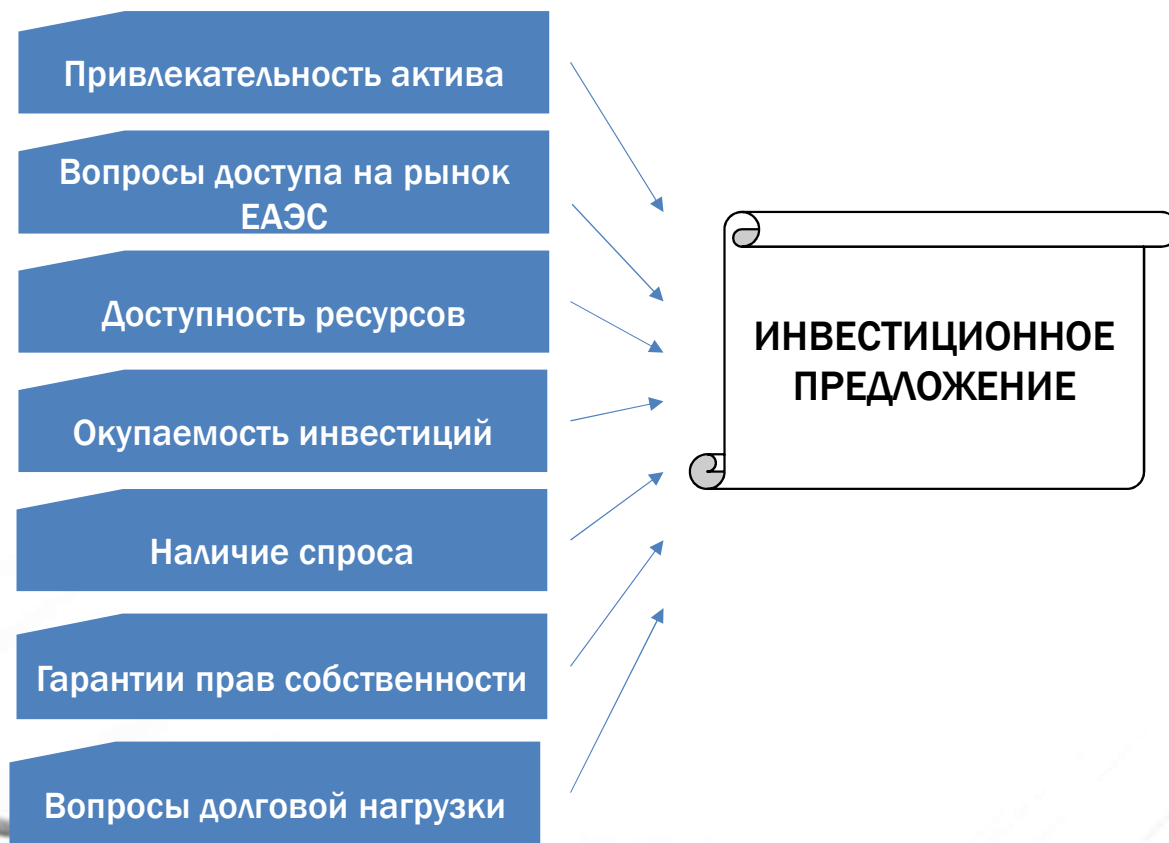 Привлекательность актива
Вопросы доступа на рынок
ЕАЭС
Доступность ресурсов
Окупаемость инвестиций
Наличие спроса
Гарантии прав собственности
Вопросы долговой нагрузки
ИНВЕСТИЦИОННОЕ
ПРЕДЛОЖЕНИЕ